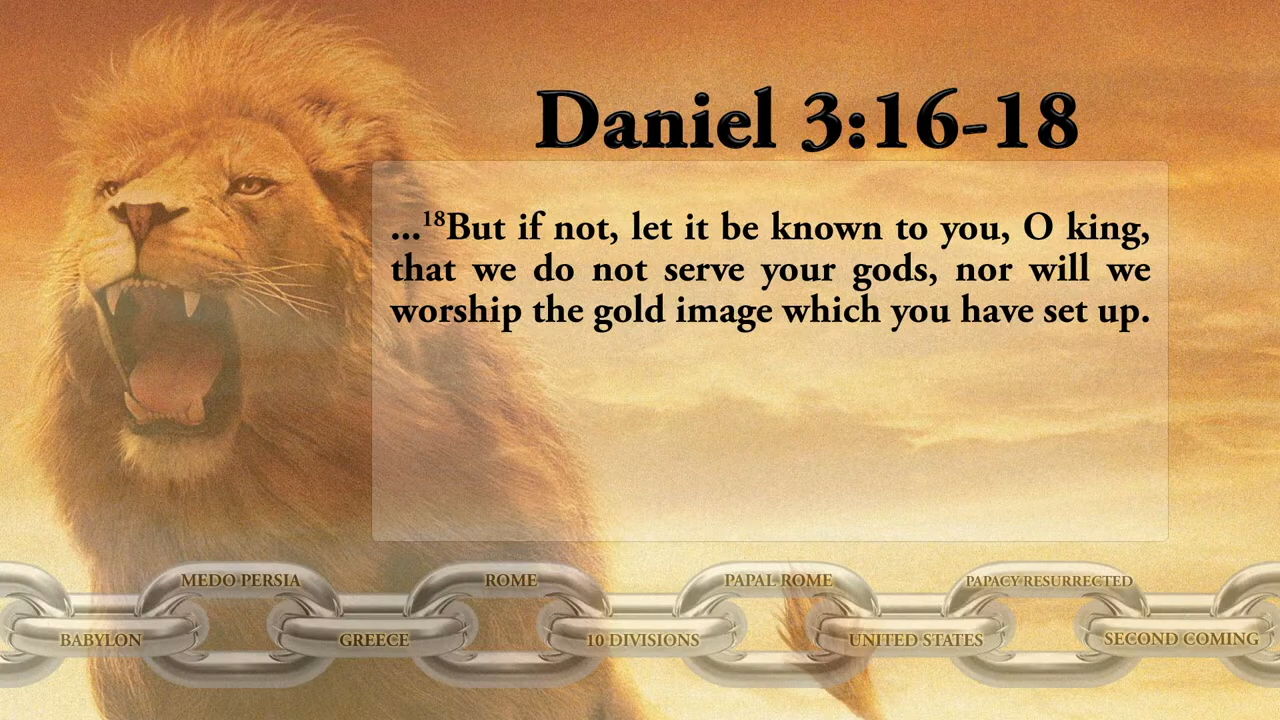 Daniel 3:16-18
...18But if not, let it be known to you, O king,
that we do not serve your gods, nor will we
worship the gold image which you have set up.
MEDO PERSIA ROME PAPAL ROME PAPACY RESURRECTED
BABYLON GREECE 10 DIVISIONS UNITED STATES SECOND COMING